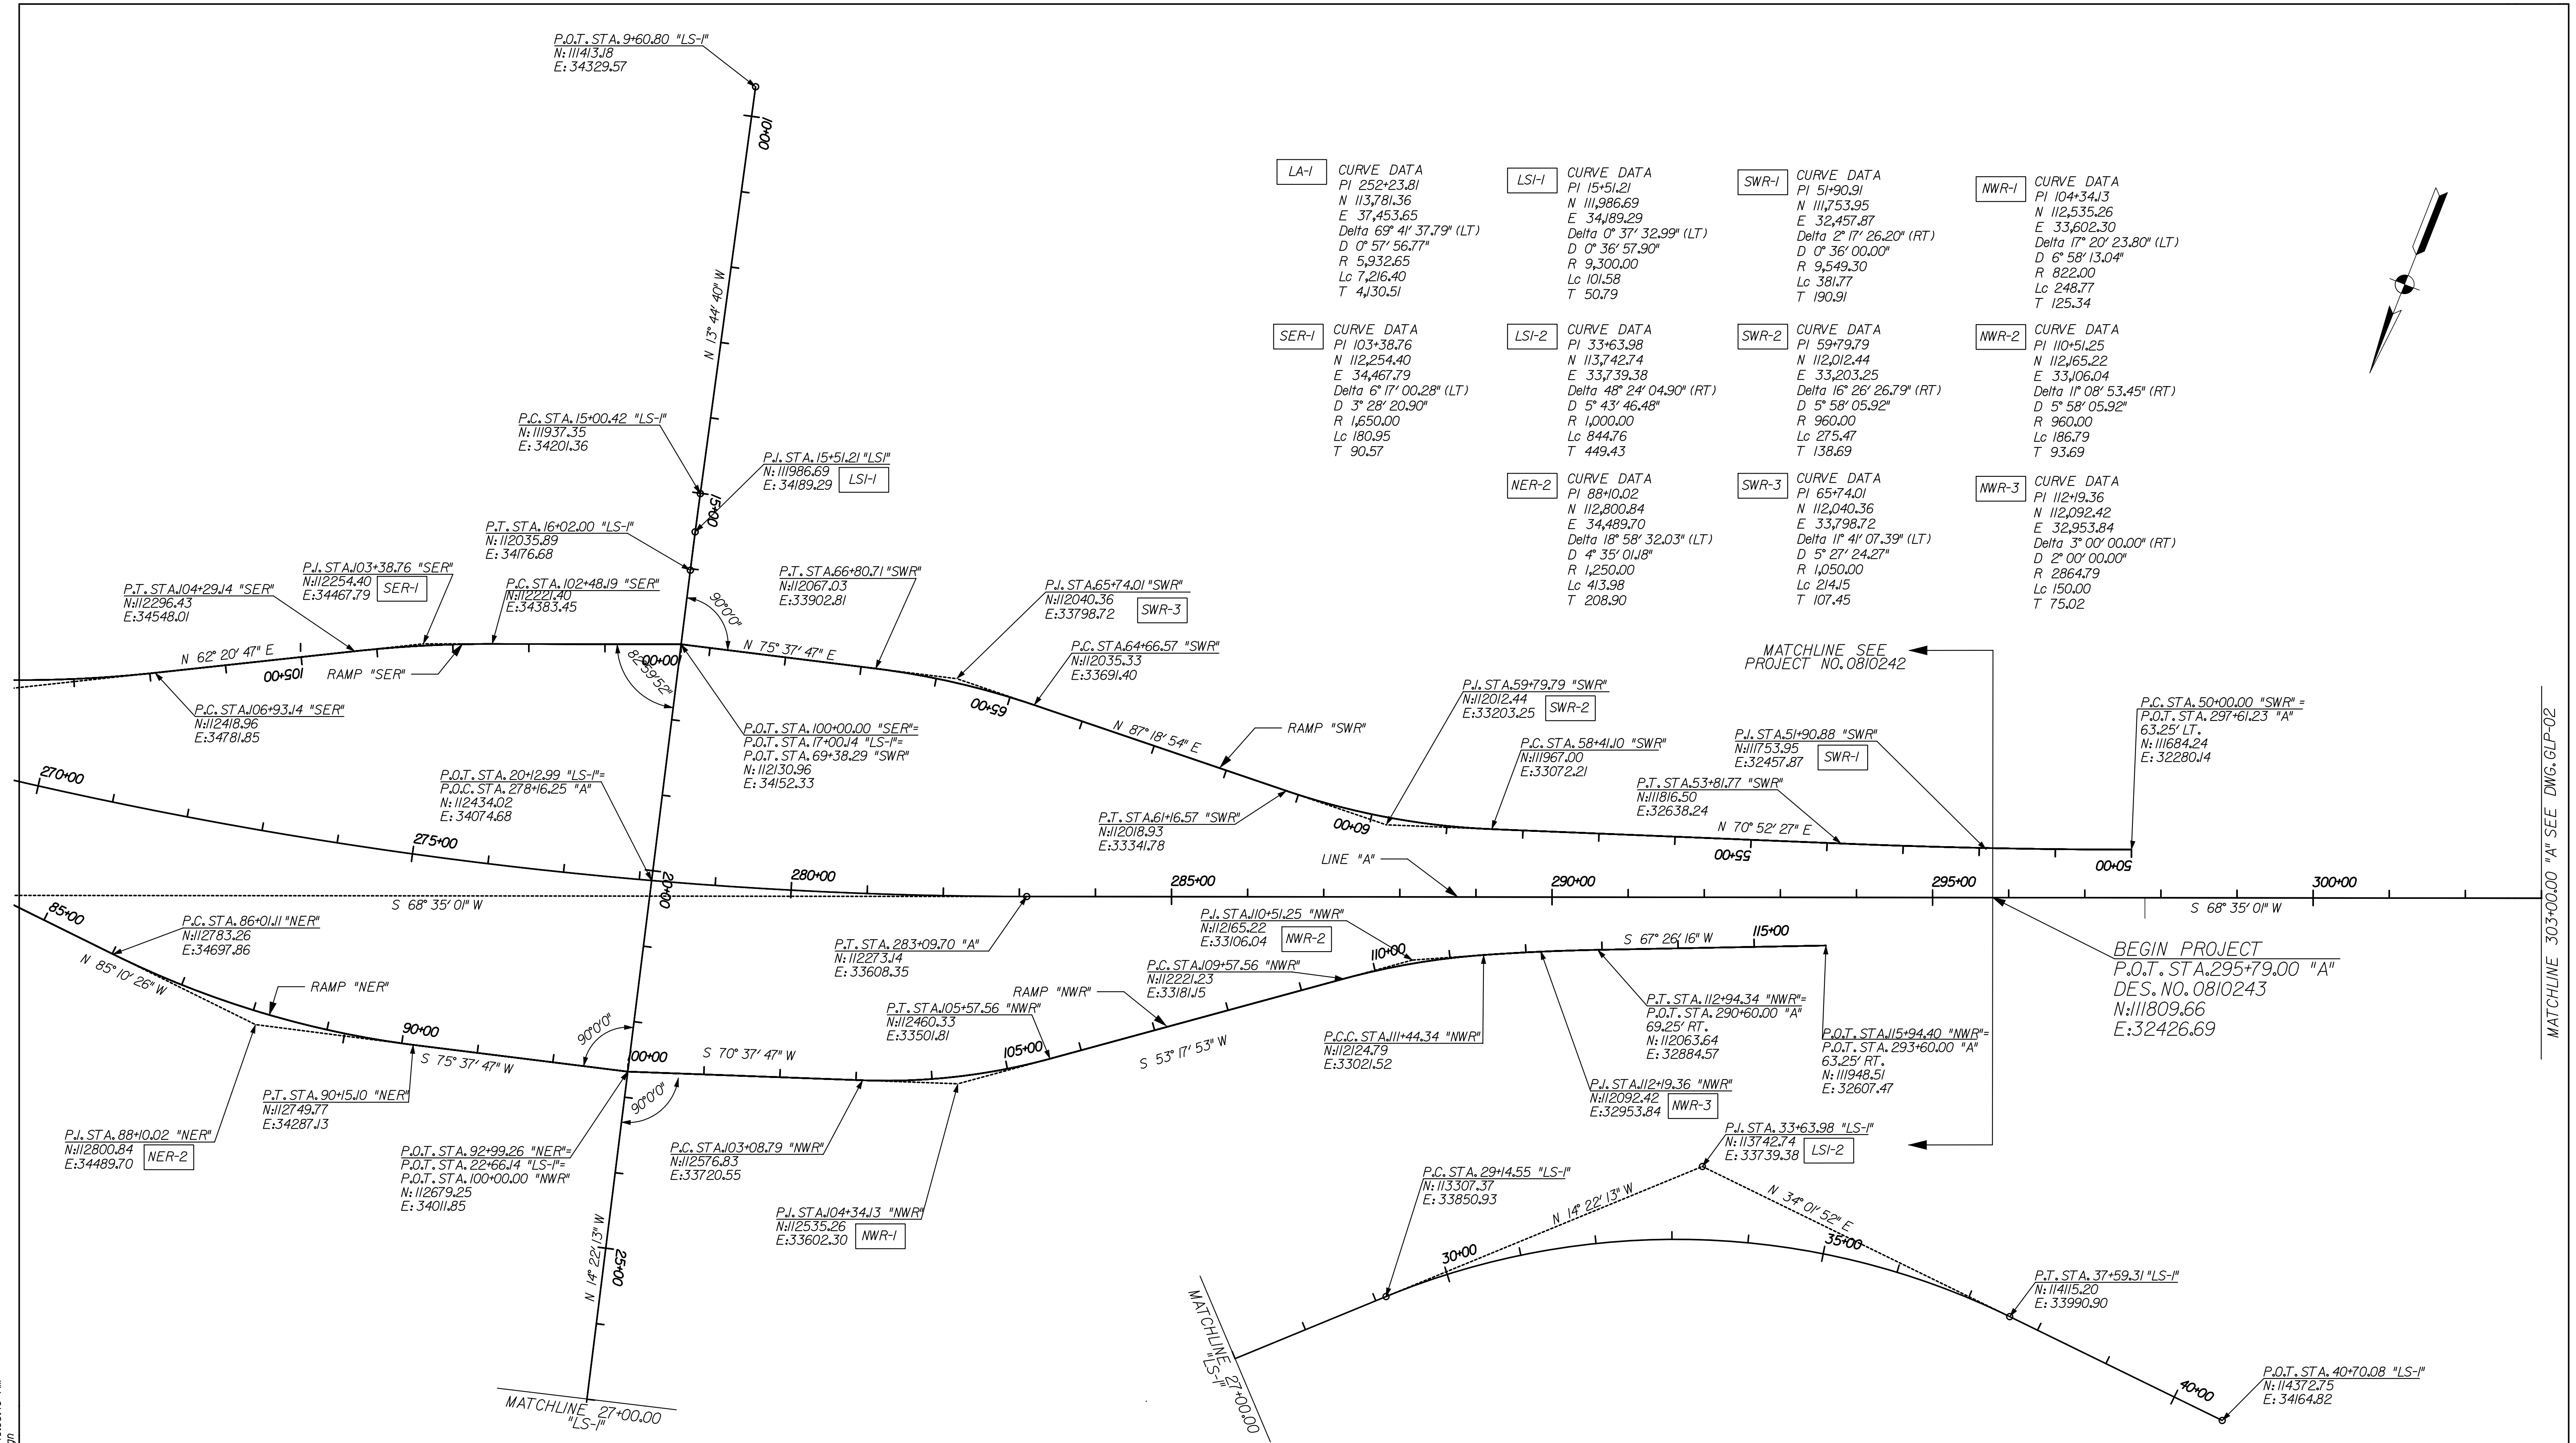 P.O.T. STA. 9+60.80 "LS-1"
N: 111413.18
E: 34329.57
10+00
N 13° 44' 40" W
LA-1
CURVE DATA
PI 252+23.81
N 113,781.36
E 37,453.65
Delta 69° 41' 37.79" (LT)
D 0° 57' 56.77"
R 5,932.65
Lc 7,216.40
T 4,130.51
LS1-1
CURVE DATA
PI 15+51.21
N 111,986.69
E 34,189.29
Delta 0° 37' 32.99" (LT)
D 0° 36' 57.90"
R 9,300.00
Lc 101.58
T 50.79
SWR-1
CURVE DATA
PI 51+90.91
N 111,753.95
E 32,457.87
Delta 2° 17' 26.20" (RT)
D 0° 36' 00.00"
R 9,549.30
Lc 381.77
T 190.91
NWR-1
CURVE DATA
PI 104+34.13
N 112,535.26
E 33,602.30
Delta 17° 20' 23.80" (LT)
D 6° 58' 13.04"
R 822.00
Lc 248.77
T 125.34
SER-1
CURVE DATA
PI 103+38.76
N 112,254.40
E 34,467.79
Delta 6° 17' 00.28" (LT)
D 3° 28' 20.90"
R 1,650.00
Lc 180.95
T 90.57
LS1-2
CURVE DATA
PI 33+63.98
N 113,742.74
E 33,739.38
Delta 48° 24' 04.90" (RT)
D 5° 43' 46.48"
R 1,000.00
Lc 844.76
T 449.43
SWR-2
CURVE DATA
PI 59+79.79
N 112,012.44
E 33,203.25
Delta 16° 26' 26.79" (RT)
D 5° 58' 05.92"
R 960.00
Lc 275.47
T 138.69
NWR-2
CURVE DATA
PI 110+51.25
N 112,165.22
E 33,106.04
Delta 11° 08' 53.45" (RT)
D 5° 58' 05.92"
R 960.00
Lc 186.79
T 93.69
NER-2
CURVE DATA
PI 88+10.02
N 112,800.84
E 34,489.70
Delta 18° 58' 32.03" (LT)
D 4° 35' 01.18"
R 1,250.00
Lc 413.98
T 208.90
SWR-3
CURVE DATA
PI 65+74.01
N 112,040.36
E 33,798.72
Delta 11° 41' 07.39" (LT)
D 5° 27' 24.27"
R 1,050.00
Lc 214.15
T 107.45
NWR-3
CURVE DATA
PI 112+19.36
N 112,092.42
E 32,953.84
Delta 3° 00' 00.00" (RT)
D 2° 00' 00.00"
R 2864.79
Lc 150.00
T 75.02
P.C. STA. 15+00.42 "LS-1"
N: 111937.35
E: 34201.36
P.I. STA. 15+51.21 "LS1"
N: 111986.69
E: 34189.29
LS1-1
15+00
P.T. STA. 16+02.00 "LS-1"
N: 112035.89
E: 34176.68
P.T. STA. 104+29.14 "SER"
N:112296.43
E:34548.01
P.I. STA. 103+38.76 "SER"
N:112254.40
E:34467.79
SER-1
P.C. STA. 102+48.19 "SER"
N:112221.40
E:34383.45
P.T. STA. 66+80.71 "SWR"
N:112067.03
E:33902.81
P.I. STA. 65+74.01 "SWR"
N:112040.36
E:33798.72
SWR-3
90°0'0"
N 62° 20' 47" E
105+00
RAMP "SER"
100+00
82°59'52"
N 75° 37' 47" E
P.C. STA. 64+66.57 "SWR"
N:112035.33
E:33691.40
65+00
MATCHLINE SEE
PROJECT NO. 0810242
P.C. STA. 106+93.14 "SER"
N:112418.96
E:34781.85
P.O.T. STA. 100+00.00 "SER"=
P.O.T. STA. 17+00.14 "LS-1"=
P.O.T. STA. 69+38.29 "SWR"
N: 112130.96
E: 34152.33
N 87° 18' 54" E
RAMP "SWR"
P.I. STA. 59+79.79 "SWR"
N:112012.44
E:33203.25
SWR-2
P.C. STA. 58+41.10 "SWR"
N:111967.00
E:33072.21
P.I. STA. 51+90.88 "SWR"
N:111753.95
E:32457.87
SWR-1
P.C. STA. 50+00.00 "SWR" =
P.O.T. STA. 297+61.23 "A"
63.25' LT.
N: 111684.24
E: 32280.14
P.T. STA. 53+81.77 "SWR"
N:111816.50
E:32638.24
270+00
P.O.T. STA. 20+12.99 "LS-1"=
P.O.C. STA. 278+16.25 "A"
N: 112434.02
E: 34074.68
P.T. STA. 61+16.57 "SWR"
N:112018.93
E:33341.78
60+00
N 70° 52' 27" E
55+00
50+00
LINE "A"
275+00
20+00
280+00
285+00
290+00
295+00
300+00
S 68° 35' 01" W
S 68° 35' 01" W
MATCHLINE 303+00.00 "A" SEE DWG. GLP-02
85+00
P.C. STA. 86+01.11 "NER"
N:112783.26
E:34697.86
N 85° 10' 26" W
RAMP "NER"
90+00
S 75° 37' 47" W
P.T. STA. 283+09.70 "A"
N: 112273.14
E: 33608.35
P.I. STA. 110+51.25 "NWR"
N:112165.22
E:33106.04
NWR-2
110+00
S 67° 26' 16" W
115+00
P.C. STA. 109+57.56 "NWR"
N:112221.23
E:33181.15
RAMP "NWR"
P.T. STA. 105+57.56 "NWR"
N:112460.33
E:33501.81
BEGIN PROJECT
P.O.T. STA. 295+79.00 "A"
DES. NO. 0810243
N:111809.66
E:32426.69
90°0'0"
100+00
S 70° 37' 47" W
105+00
S 53° 17' 53" W
P.C.C. STA. 111+44.34 "NWR"
N:112124.79
E:33021.52
P.T. STA. 112+94.34 "NWR"=
P.O.T. STA. 290+60.00 "A"
69.25' RT.
N: 112063.64
E: 32884.57
P.O.T. STA. 115+94.40 "NWR"=
P.O.T. STA. 293+60.00 "A"
63.25' RT.
N: 111948.51
E: 32607.47
P.T. STA. 90+15.10 "NER"
N:112749.77
E:34287.13
90°0'0"
P.I. STA. 112+19.36 "NWR"
N:112092.42
E:32953.84
NWR-3
P.I. STA. 88+10.02 "NER"
N:112800.84
E:34489.70
NER-2
P.O.T. STA. 92+99.26 "NER"=
P.O.T. STA. 22+66.14 "LS-1"=
P.O.T. STA. 100+00.00 "NWR"
N: 112679.25
E: 34011.85
P.C. STA. 103+08.79 "NWR"
N:112576.83
E:33720.55
P.I. STA. 104+34.13 "NWR"
N:112535.26
E:33602.30
NWR-1
P.I. STA. 33+63.98 "LS-1"
N: 113742.74
E: 33739.38
LS1-2
P.C. STA. 29+14.55 "LS-1"
N: 113307.37
E: 33850.93
N 14° 22' 13" W
25+00
N 14° 22' 13" W
N 34° 01' 52" E
30+00
35+00
P.T. STA. 37+59.31 "LS-1"
N: 114115.20
E: 33990.90
MATCHLINE 27+00.00
"LS-1"
MATCHLINE 27+00.00
"LS-1"
40+00
P.O.T. STA. 40+70.08 "LS-1"
N: 114372.75
E: 34164.82